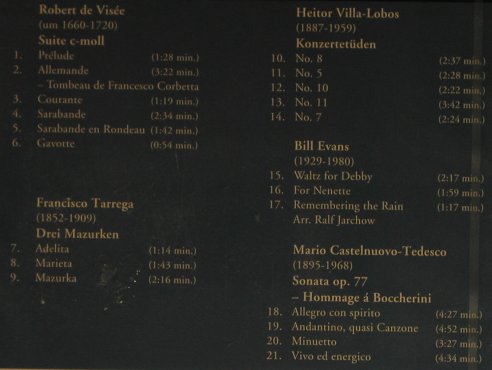 Robert de Visée
(um 1660-1720)
Suite c-moll
1. Prélude (1:28 min.)
2. Allemande (3:22 min.)
– Tombeau de Francesco Corbetta
3. Courante (1:19 min.)
4. Sarabande (2:34 min.)
5. Sarabande en Rondeau (1:42 min.)
6. Gavotte (0:54 min.)
Francisco Tarrega
(1852-1909)
Drei Mazurken
7. Adelita (1:14 min.)
8. Marieta (1:43 min.)
9. Mazurka (2:16 min.)
Heitor Villa-Lobos
(1887-1959)
Konzertetüden
10. No. 8 (2:37 min.)
11. No. 5 (2:28 min.)
12. No. 10 (2:22 min.)
13. No. 11 (3:42 min.)
14. No. 7 (2:24 min.)
Bill Evans
(1929-1980)
15. Waltz for Debby (2:17 min.)
16. For Nenette (1:59 min.)
17. Remembering the Rain (1:17 min.)
Arr. Ralf Jarchow
Mario Castelnuovo-Tedesco
(1895-1968)
Sonata op. 77
– Hommage á Boccherini
18. Allegro con spirito (4:27 min.)
19. Andantino, quasi Canzone (4:52 min.)
20. Minuetto (3:27 min.)
21. Vivo ed energico (4:34 min.)